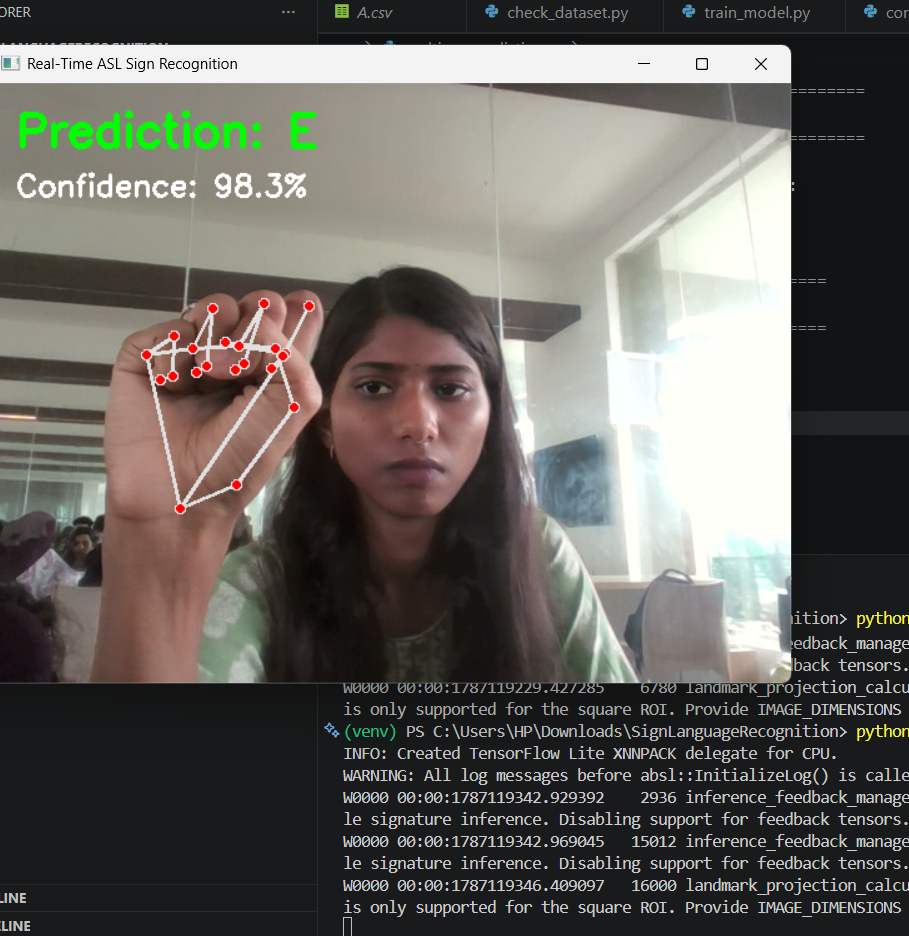 ORER
A.csv
check_dataset.py
train_model.py
Real-Time ASL Sign Recognition
Prediction: E
Confidence: 98.3%
========
========
:
====
====
ition> python
eedback_manage
back tensors.
W0000 00:00:1787119229.427285 6780 landmark_projection_calcu
is only supported for the square ROI. Provide IMAGE_DIMENSIONS
(venv) PS C:\Users\HP\Downloads\SignLanguageRecognition> python
INFO: Created TensorFlow Lite XNNPACK delegate for CPU.
WARNING: All log messages before absl::InitializeLog() is calle
W0000 00:00:1787119342.929392 2936 inference_feedback_manage
le signature inference. Disabling support for feedback tensors.
W0000 00:00:1787119342.969045 15012 inference_feedback_manage
le signature inference. Disabling support for feedback tensors.
W0000 00:00:1787119346.409097 16000 landmark_projection_calcu
is only supported for the square ROI. Provide IMAGE_DIMENSIONS
LINE
ELINE